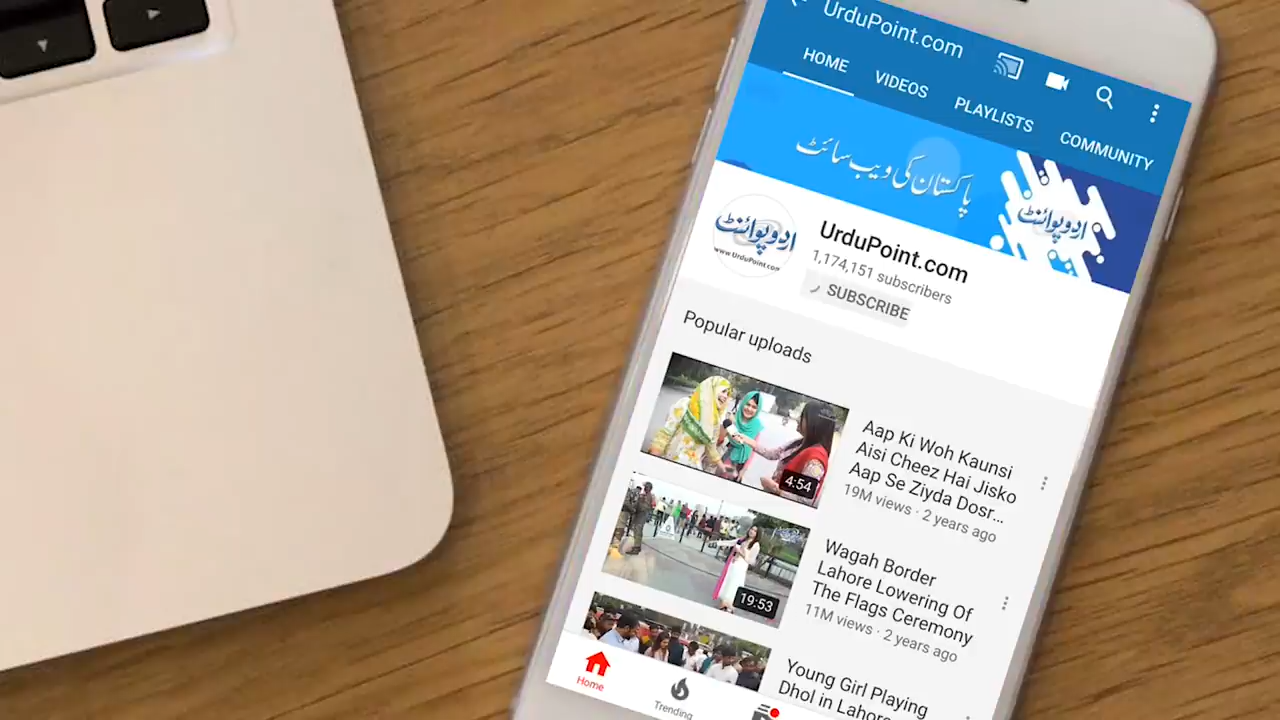 UrduPoint.com
HOME
VIDEOS
PLAYLISTS
COMMUNITY
پاکستان کی ویب سائٹ
اردوپوائنٹ
اردوپوائنٹ
www.UrduPoint.com
UrduPoint.com
1,174,151 subscribers
SUBSCRIBE
Popular uploads
4:54
Aap Ki Woh Kaunsi
Aisi Cheez Hai Jisko
Aap Se Ziyda Dosr...
19M views · 2 years ago
19:53
Wagah Border
Lahore Lowering Of
The Flags Ceremony
11M views · 2 years ago
Young Girl Playing
Dhol in Lahore
Home
Trending